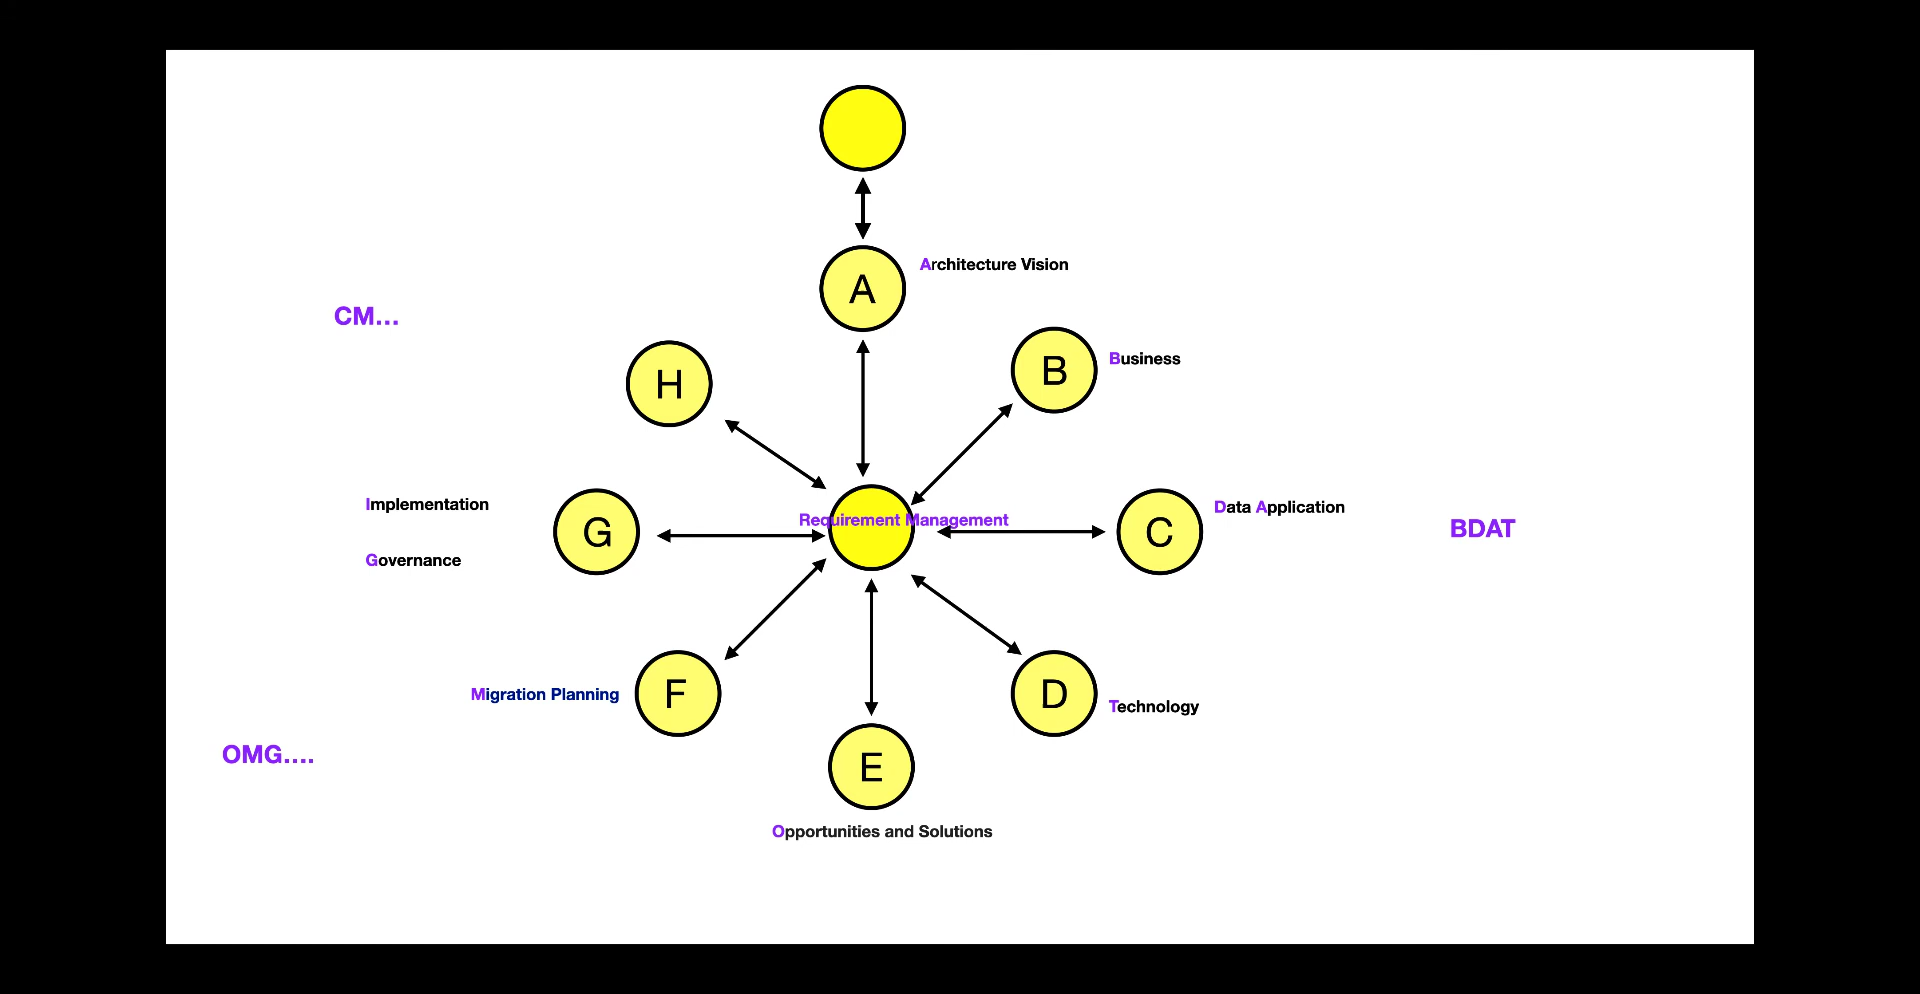 A
Architecture Vision
CM...
H
B
Business
Requirement Management
Implementation
Governance
G
C
Data Application
BDAT
Migration Planning
F
D
Technology
OMG....
E
Opportunities and Solutions